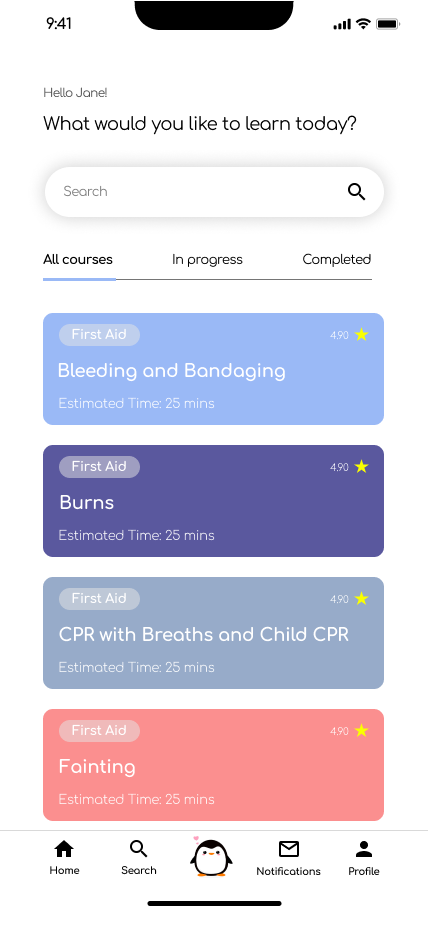 9:41
Hello Jane!
What would you like to learn today?
Search
All courses In progress Completed
First Aid 4.90
Bleeding and Bandaging
Estimated Time: 25 mins
First Aid 4.90
Burns
Estimated Time: 25 mins
First Aid 4.90
CPR with Breaths and Child CPR
Estimated Time: 25 mins
First Aid 4.90
Fainting
Estimated Time: 25 mins
Home Search Notifications Profile